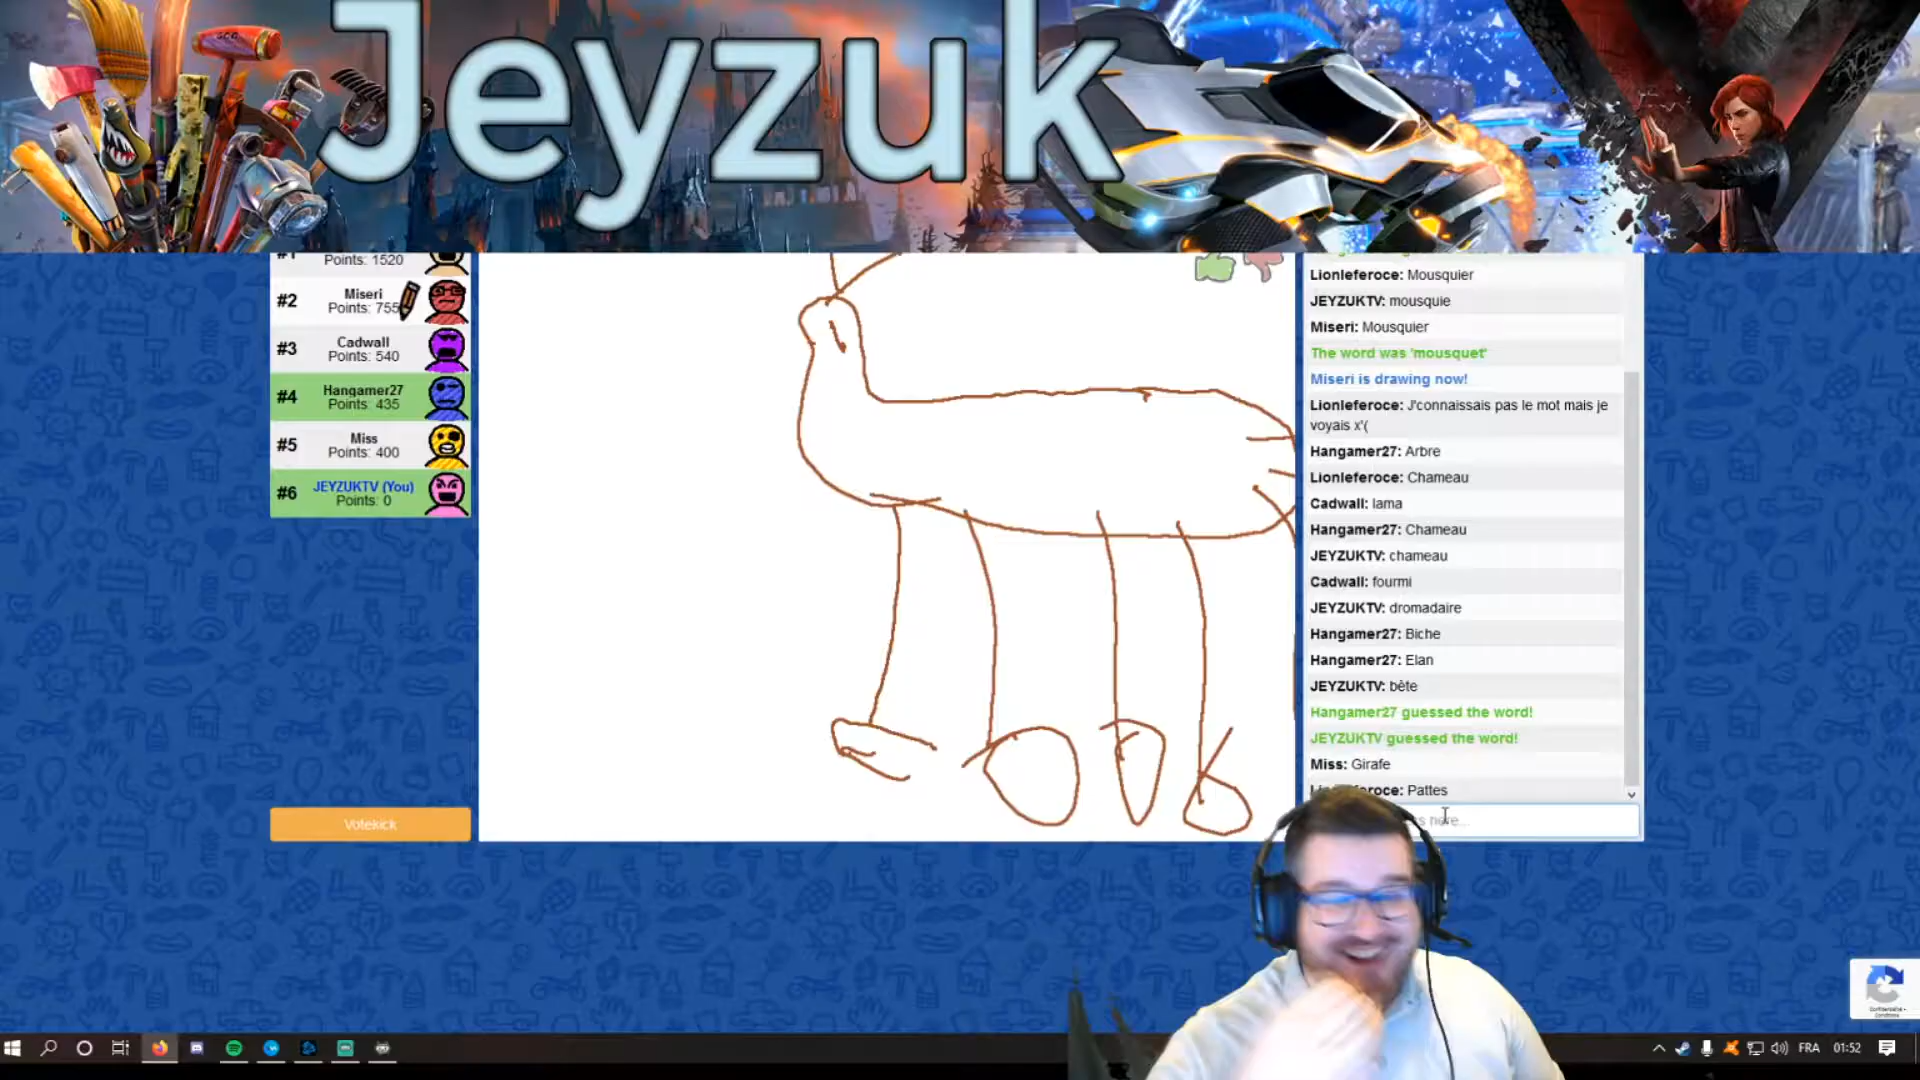 Jeyzuk
#1
Points: 1520
#2
Miseri
Points: 755
#3
Cadwall
Points: 540
#4
Hangamer27
Points: 435
#5
Miss
Points: 400
#6
JEYZUKTV (You)
Points: 0
Votekick
Lionleferoce: Mousquier
JEYZUKTV: mousquie
Miseri: Mousquier
The word was 'mousquet'
Miseri is drawing now!
Lionleferoce: J'connaissais pas le mot mais je
voyais x'(
Hangamer27: Arbre
Lionleferoce: Chameau
Cadwall: lama
Hangamer27: Chameau
JEYZUKTV: chameau
Cadwall: fourmi
JEYZUKTV: dromadaire
Hangamer27: Biche
Hangamer27: Elan
JEYZUKTV: bête
Hangamer27 guessed the word!
JEYZUKTV guessed the word!
Miss: Girafe
Pattes
here...
FRA
01:52